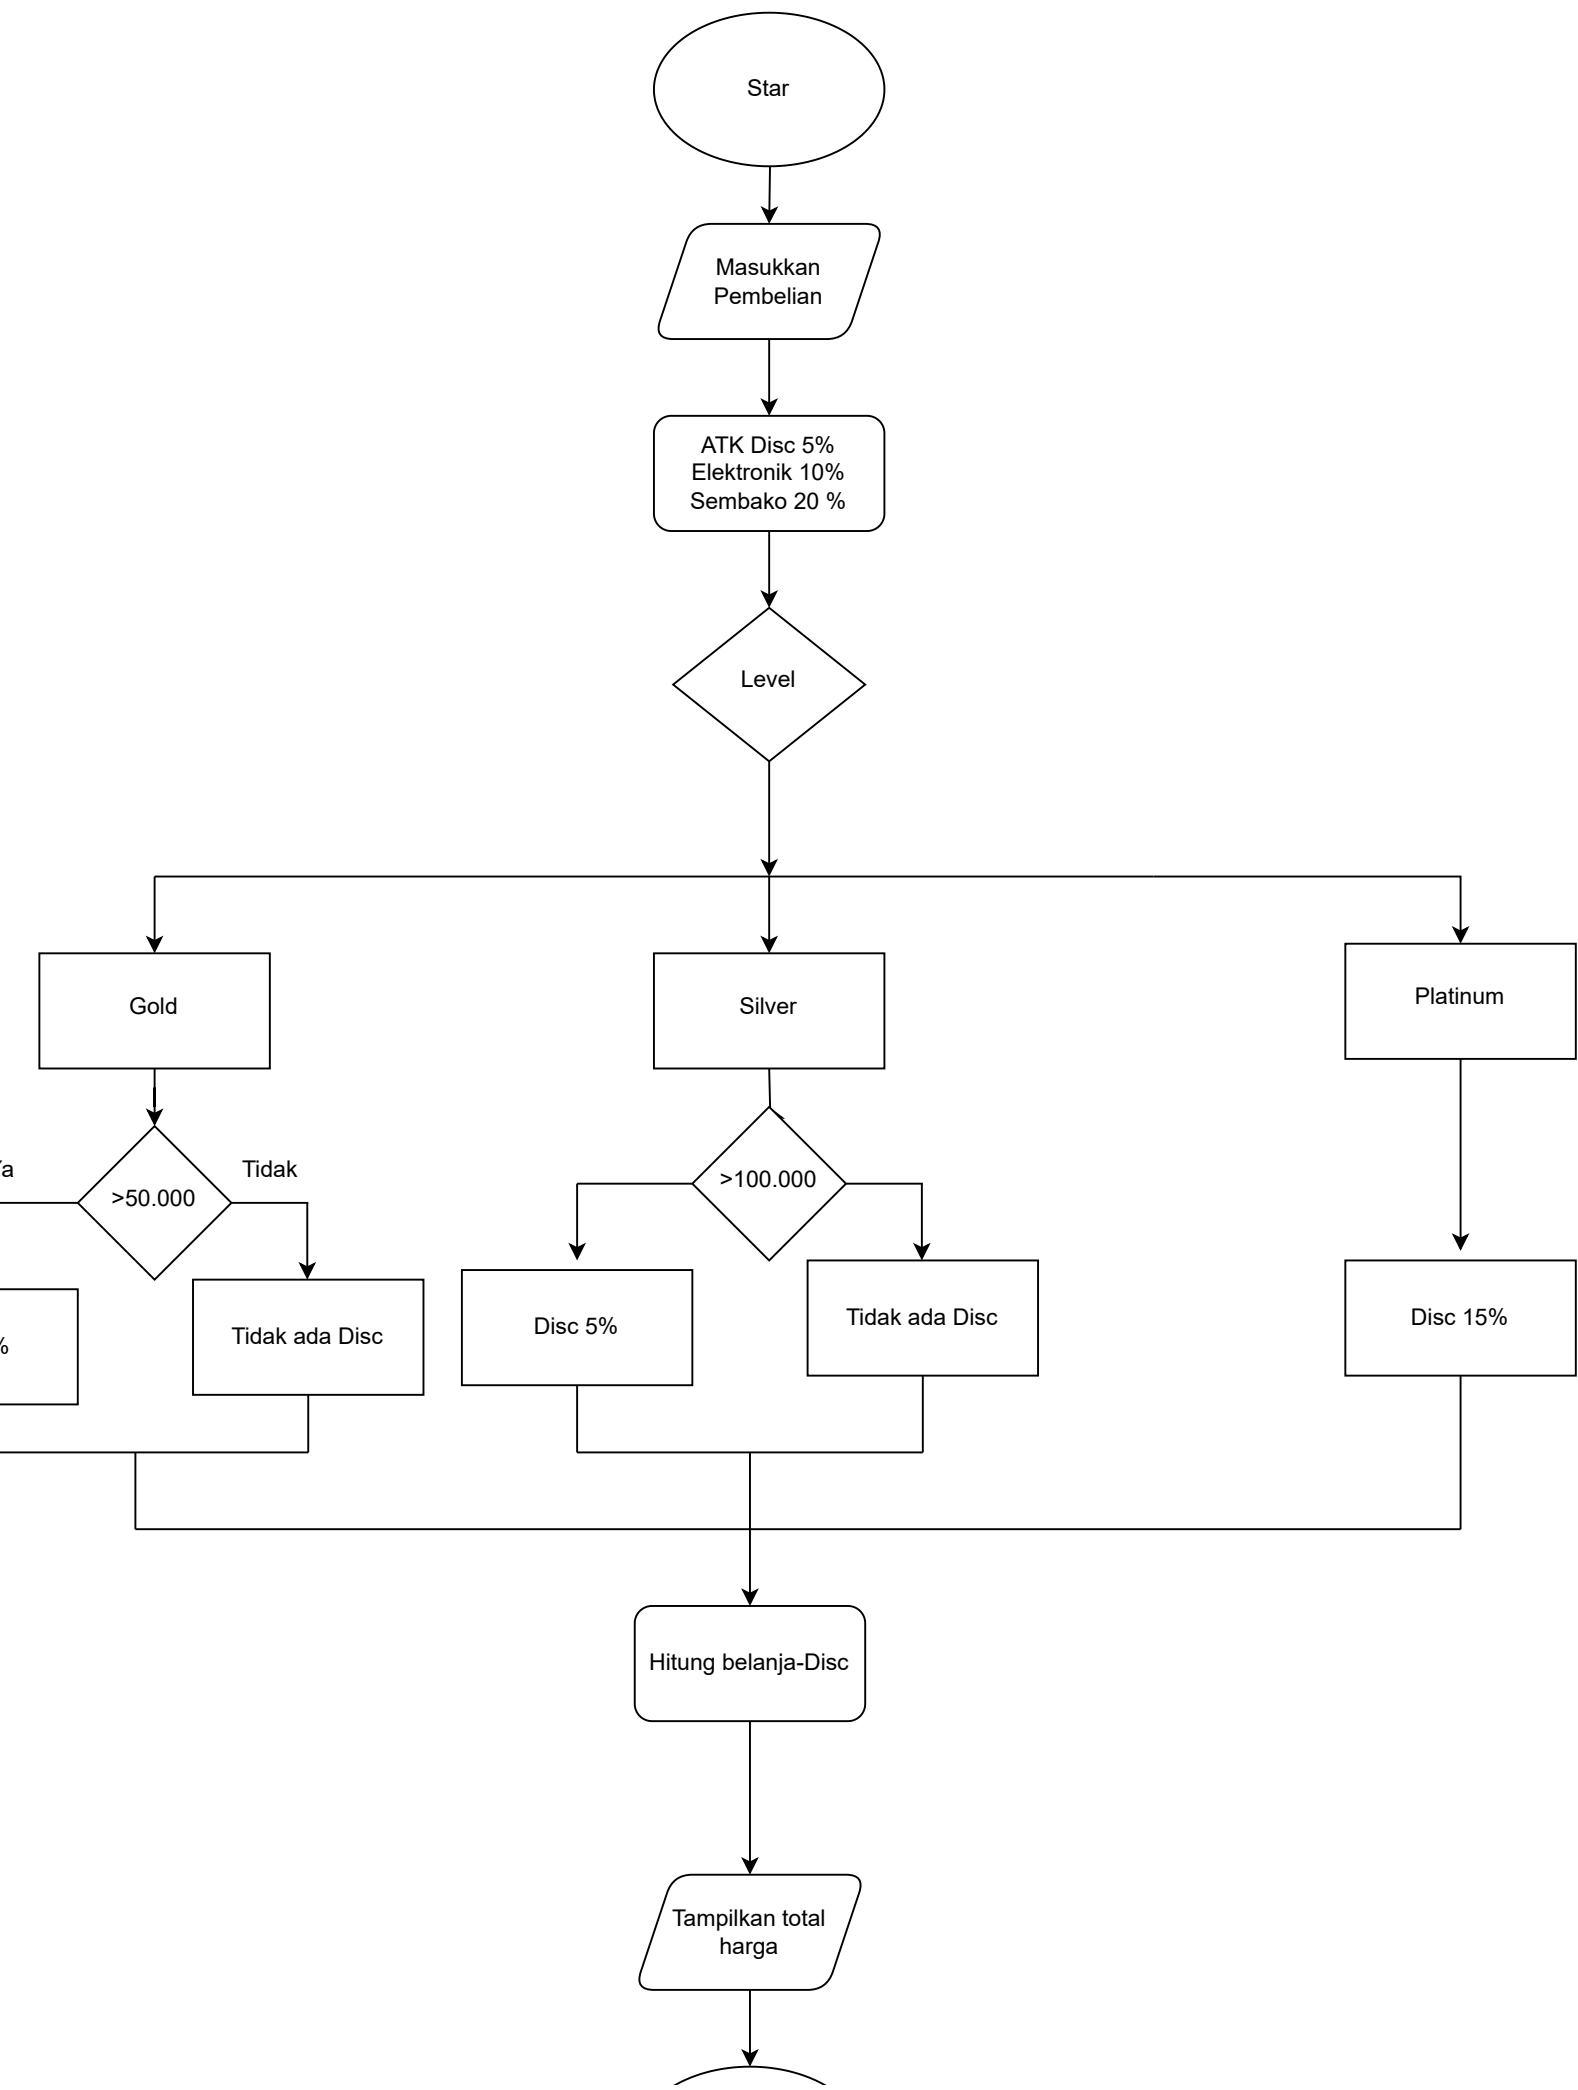 Star
Masukkan
Pembelian
ATK Disc 5%
Elektronik 10%
Sembako 20 %
Level
Gold
Silver
Platinum
Tidak
>50.000
>100.000
Disc 5%
Tidak ada Disc
Disc 15%
Tidak ada Disc
%
Hitung belanja-Disc
Tampilkan total
harga